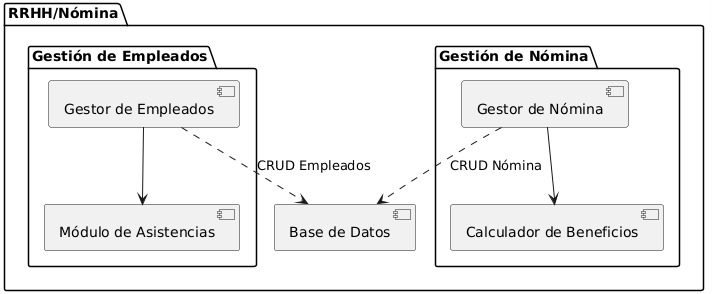 RRHH/Nómina
Gestión de Empleados
Gestión de Nómina
Gestor de Empleados
Gestor de Nómina
CRUD Empleados
CRUD Nómina
Módulo de Asistencias
Base de Datos
Calculador de Beneficios